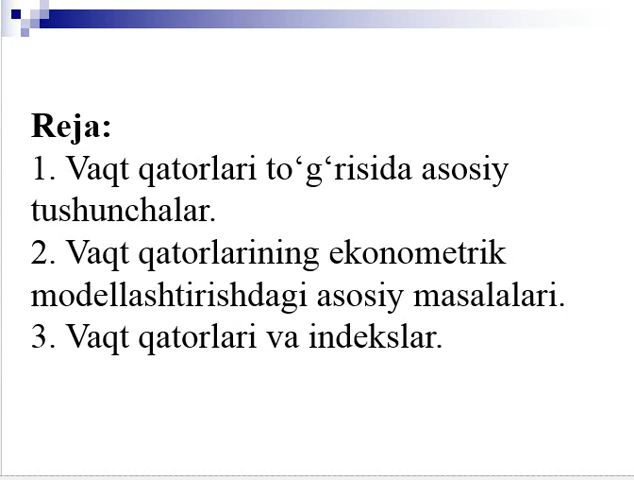 Reja:
1. Vaqt qatorlari to‘g‘risida asosiy
tushunchalar.
2. Vaqt qatorlarining ekonometrik
modellashtirishdagi asosiy masalalari.
3. Vaqt qatorlari va indekslar.